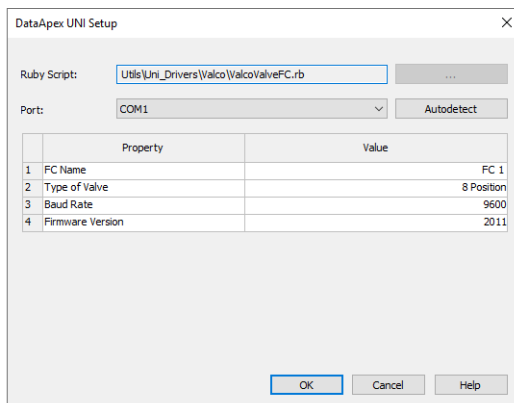 DataApex UNI Setup
Ruby Script: Utils\Uni_Drivers\Valco\ValcoValveFC.rb ...
Port: COM1 Autodetect
Property Value
1 FC Name FC 1
2 Type of Valve 8 Position
3 Baud Rate 9600
4 Firmware Version 2011
OK Cancel Help